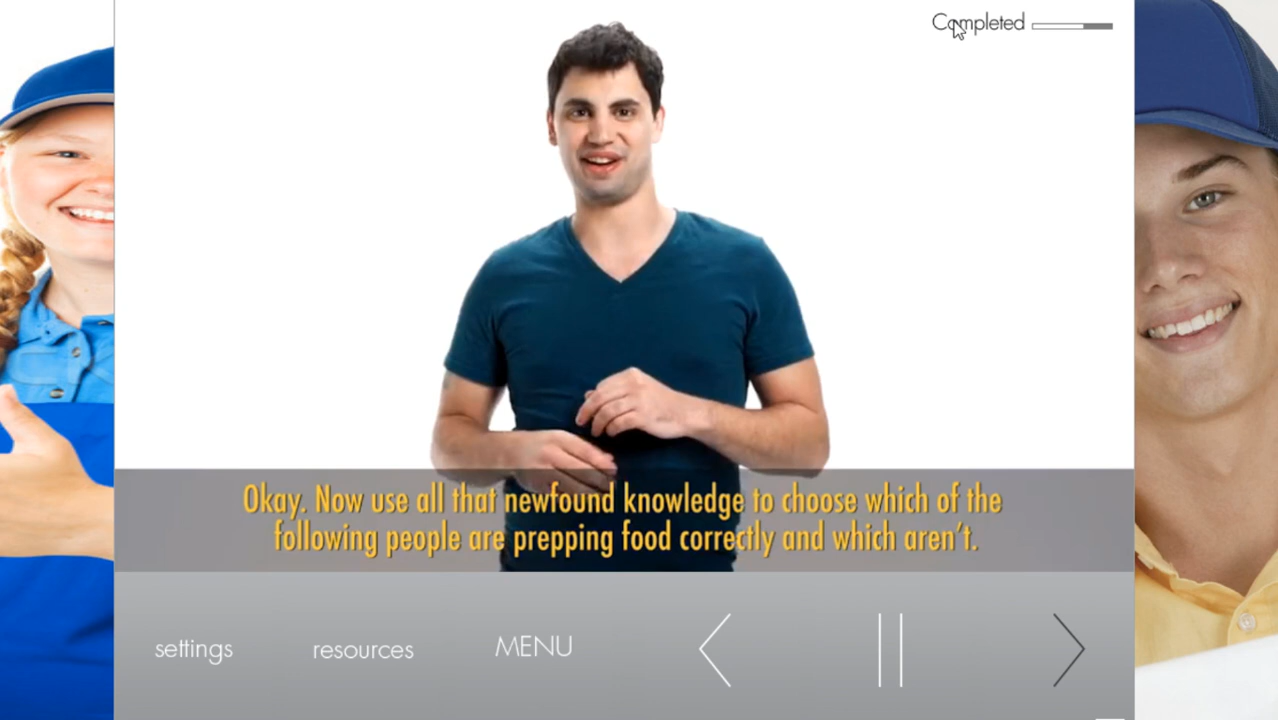 Completed
Okay. Now use all that newfound knowledge to choose which of the
following people are prepping food correctly and which aren't.
settings
resources
MENU